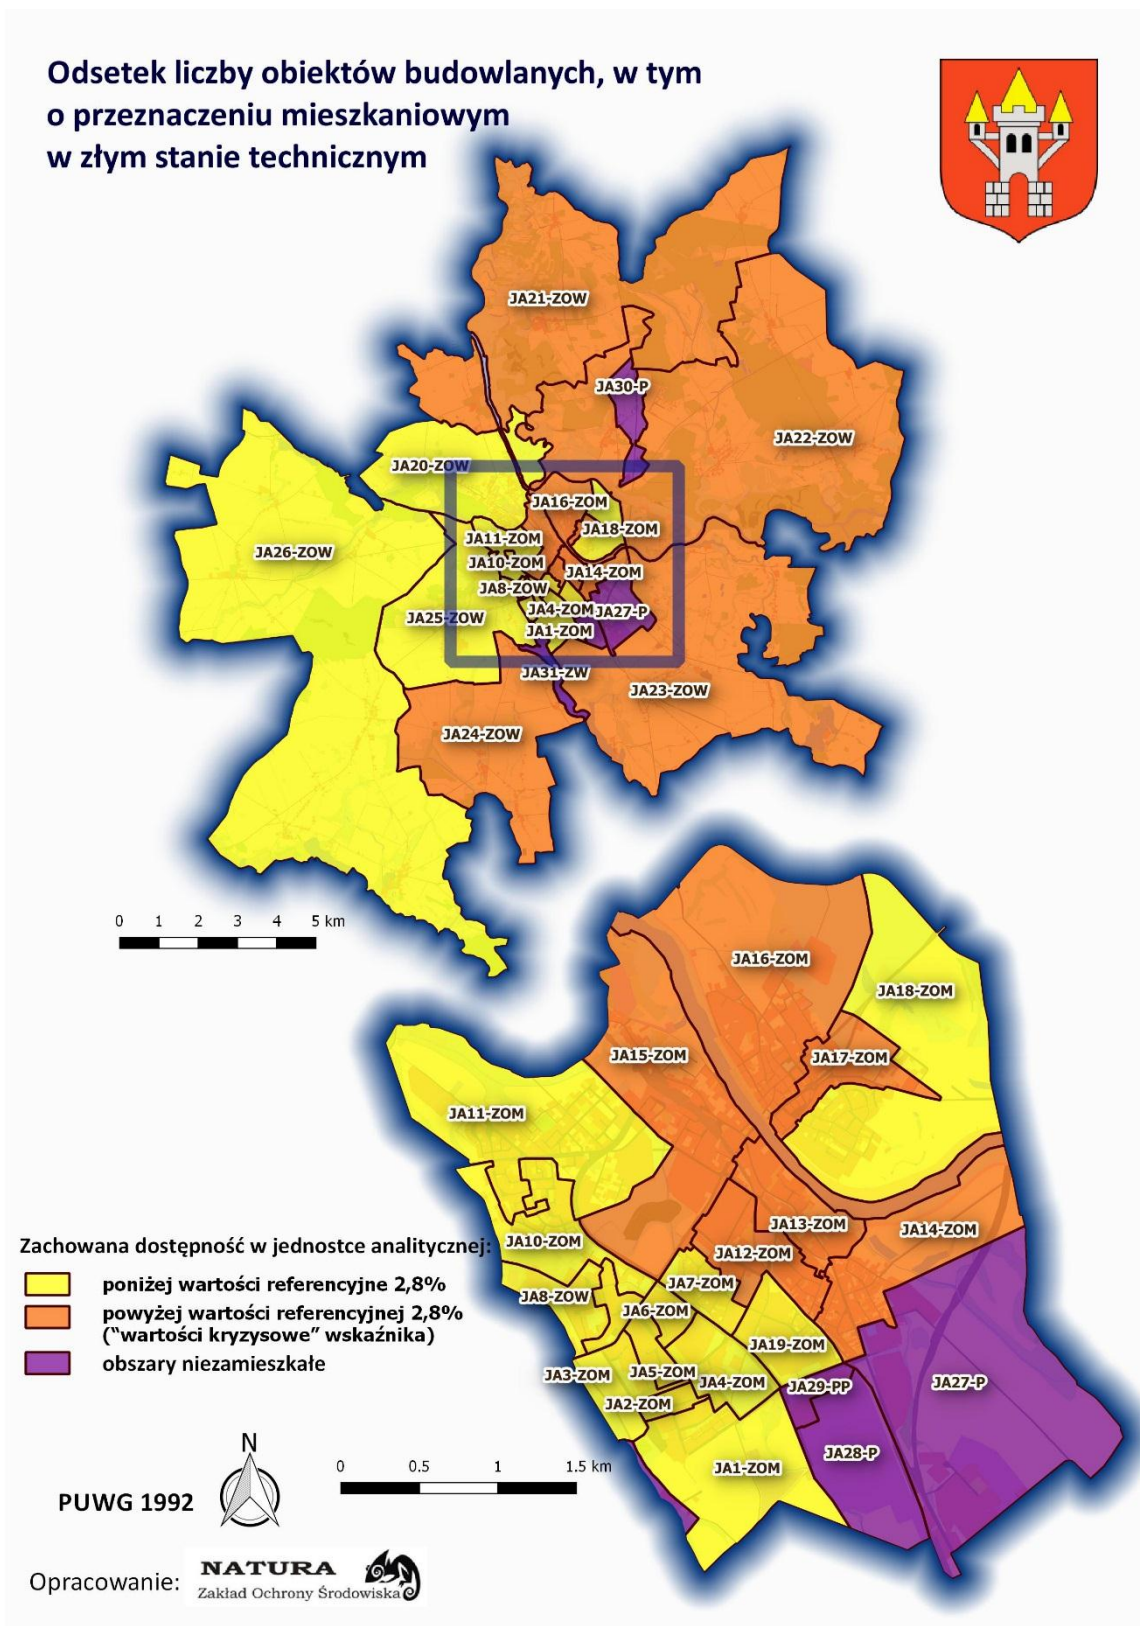 Odsetek liczby obiektów budowlanych, w tym
o przeznaczeniu mieszkaniowym
w złym stanie technicznym
JA21-ZOW
JA30-P
JA22-ZOW
JA20-ZOW
JA16-ZOM
JA18-ZOM
JA11-ZOM
JA26-ZOW
JA10-ZOM
JA14-ZOM
JA8-ZOW
JA4-ZOM
JA27-P
JA25-ZOW
JA1-ZOM
JA31-ZW
JA23-ZOW
JA24-ZOW
0 1 2 3 4 5 km
JA16-ZOM
JA18-ZOM
JA15-ZOM
JA17-ZOM
JA11-ZOM
JA13-ZOM
JA14-ZOM
JA10-ZOM
JA12-ZOM
JA7-ZOM
JA8-ZOW
JA6-ZOM
JA19-ZOM
JA3-ZOM
JA5-ZOM
JA4-ZOM
JA29-PP
JA27-P
JA2-ZOM
JA28-P
JA1-ZOM
Zachowana dostępność w jednostce analitycznej:
poniżej wartości referencyjne 2,8%
powyżej wartości referencyjnej 2,8%
("wartości kryzysowe" wskaźnika)
obszary niezamieszkałe
N
0 0.5 1 1.5 km
PUWG 1992
Opracowanie:
NATURA
Zakład Ochrony Środowiska